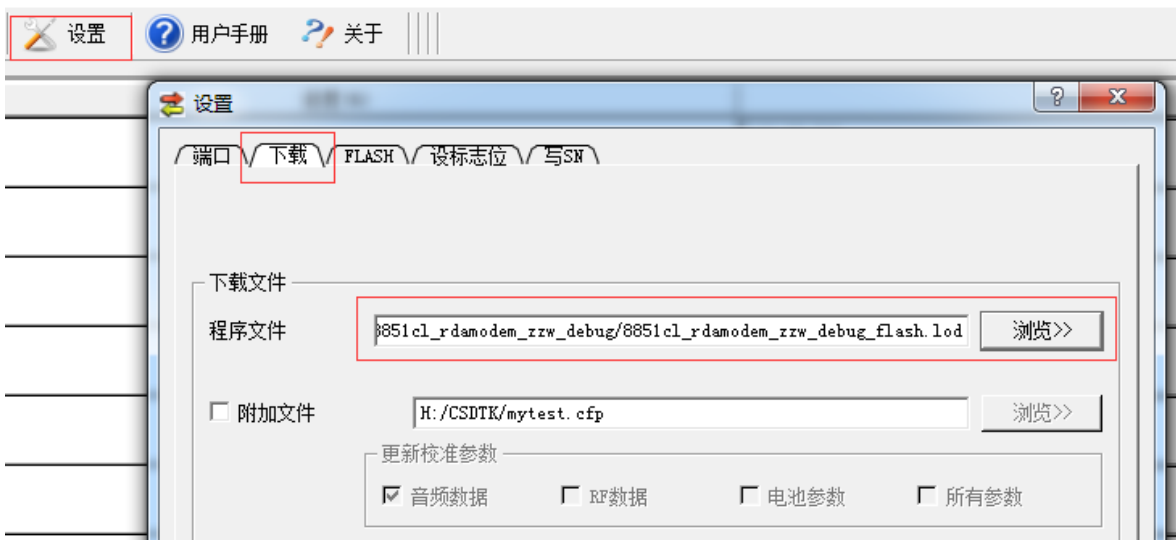 设置 用户手册 关于
设置
端口 下载 FLASH 设标志位 写SN
下载文件
程序文件 8851cl_rdamodem_zzw_debug/8851cl_rdamodem_zzw_debug_flash.lod 浏览>>
附加文件 H:/CSDTK/mytest.cfp 浏览>>
更新校准参数
音频数据 RF数据 电池参数 所有参数